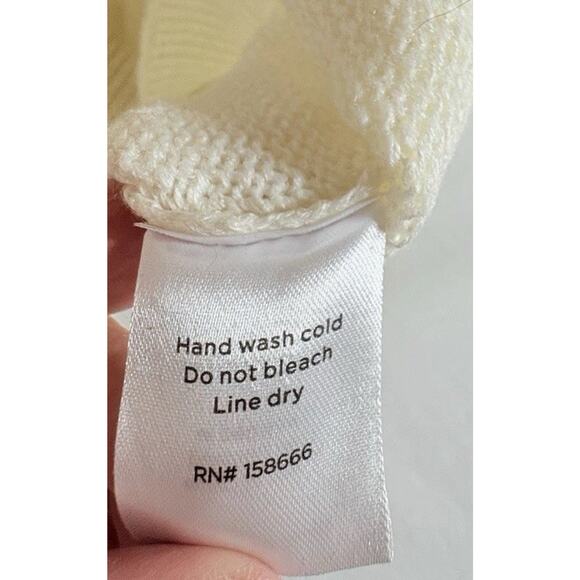 Hand wash cold
Do not bleach
Line dry
RN# 158666